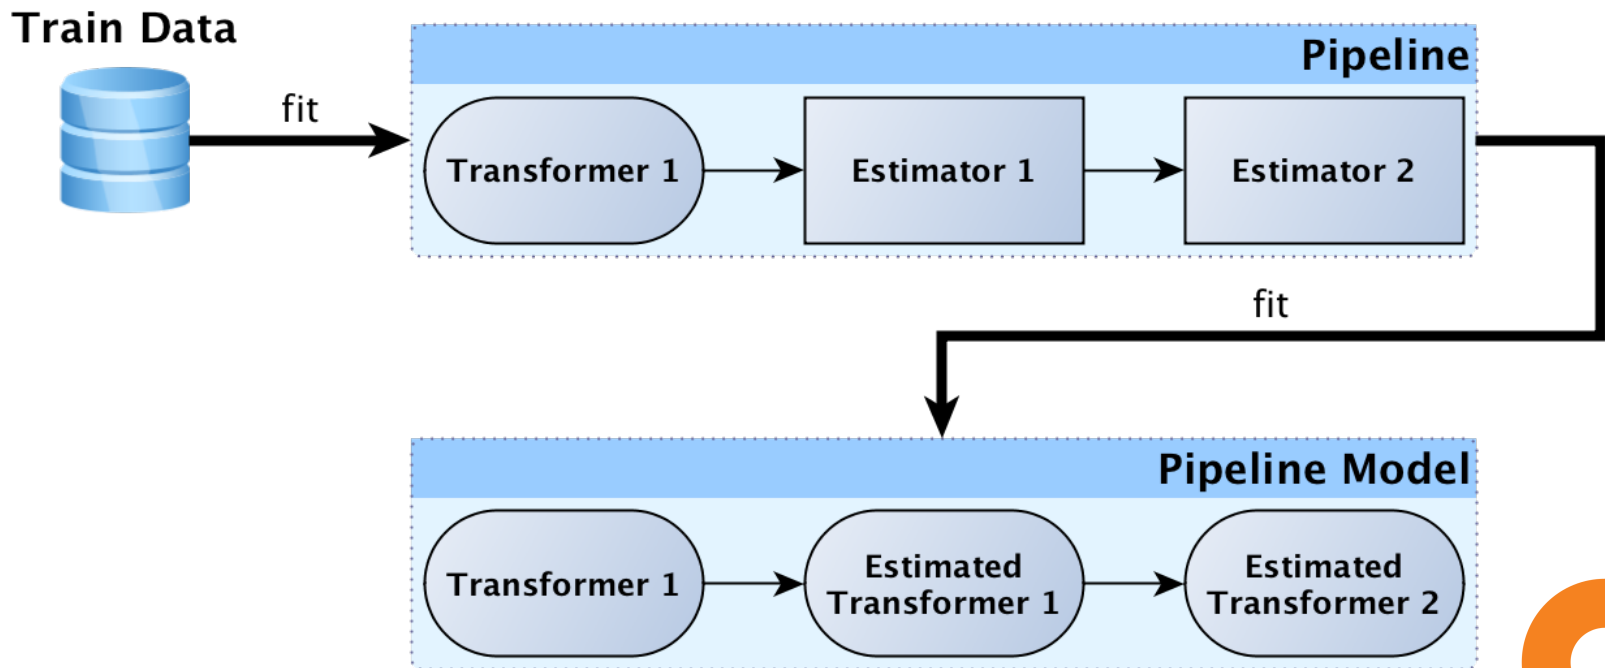 Train Data
fit
Pipeline
Transformer 1
Estimator 1
Estimator 2
fit
Pipeline Model
Transformer 1
Estimated
Transformer 1
Estimated
Transformer 2